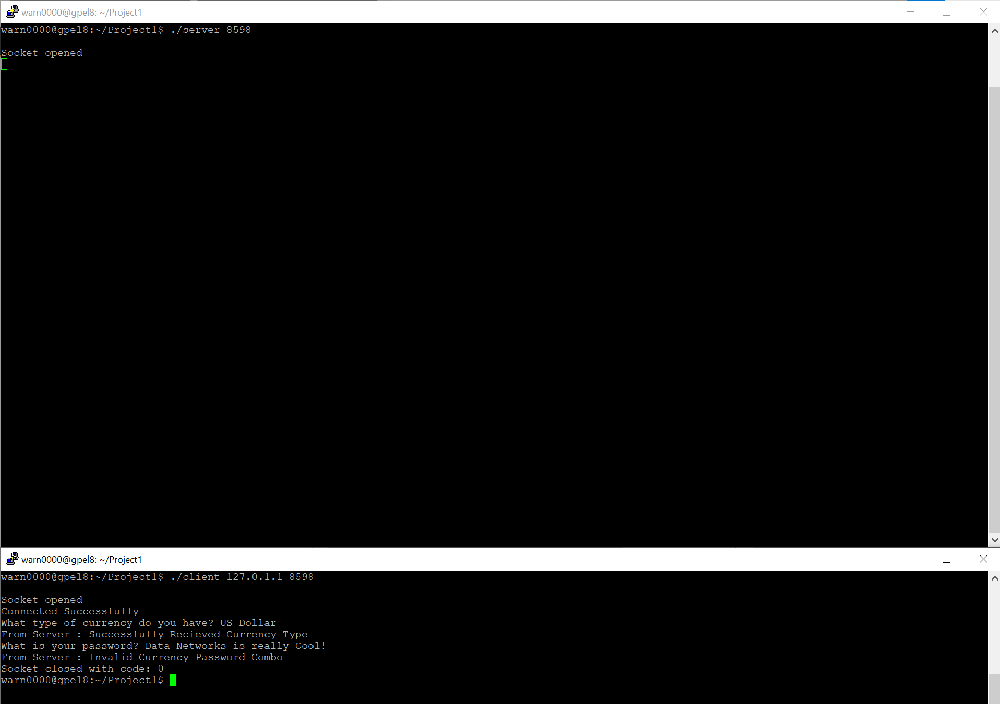 warn0000@gpel8: ~/Project1
warn0000@gpel8:~/Project1$ ./server 8598
Socket opened
warn0000@gpel8: ~/Project1
warn0000@gpel8:~/Project1$ ./client 127.0.1.1 8598
Socket opened
Connected Successfully
What type of currency do you have? US Dollar
From Server : Successfully Recieved Currency Type
What is your password? Data Networks is really Cool!
From Server : Invalid Currency Password Combo
Socket closed with code: 0
warn0000@gpel8:~/Project1$